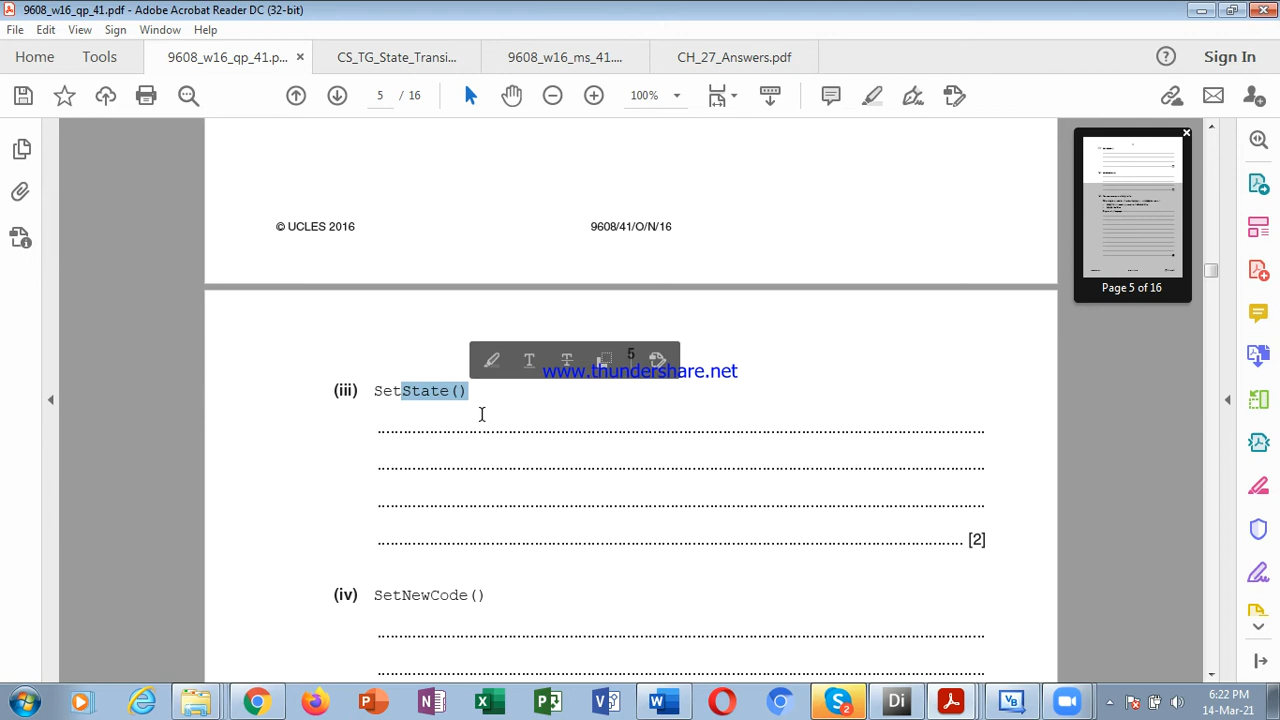 9608_w16_qp_41.pdf - Adobe Acrobat Reader DC (32-bit)
File Edit View Sign Window Help
Home Tools 9608_w16_qp_41.p... × CS_TG_State_Transi... 9608_w16_ms_41.... CH_27_Answers.pdf Sign In
5 / 16 100%
© UCLES 2016 9608/41/O/N/16
Page 5 of 16
5
www.thundershare.net
(iii) SetState()
[2]
(iv) SetNewCode()
6:22 PM
14-Mar-21